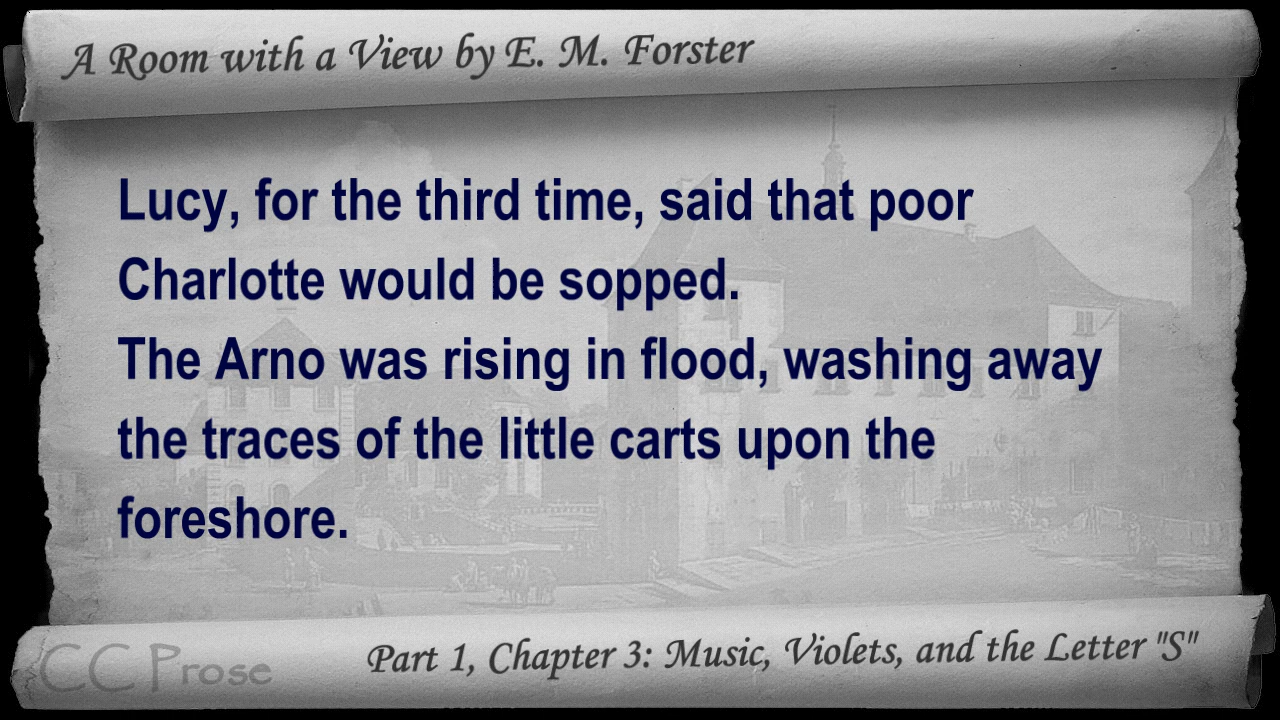 A Room with a View by E. M. Forster
Lucy, for the third time, said that poor
Charlotte would be sopped.
The Arno was rising in flood, washing away
the traces of the little carts upon the
foreshore.
CC Prose
Part 1, Chapter 3: Music, Violets, and the Letter "S"